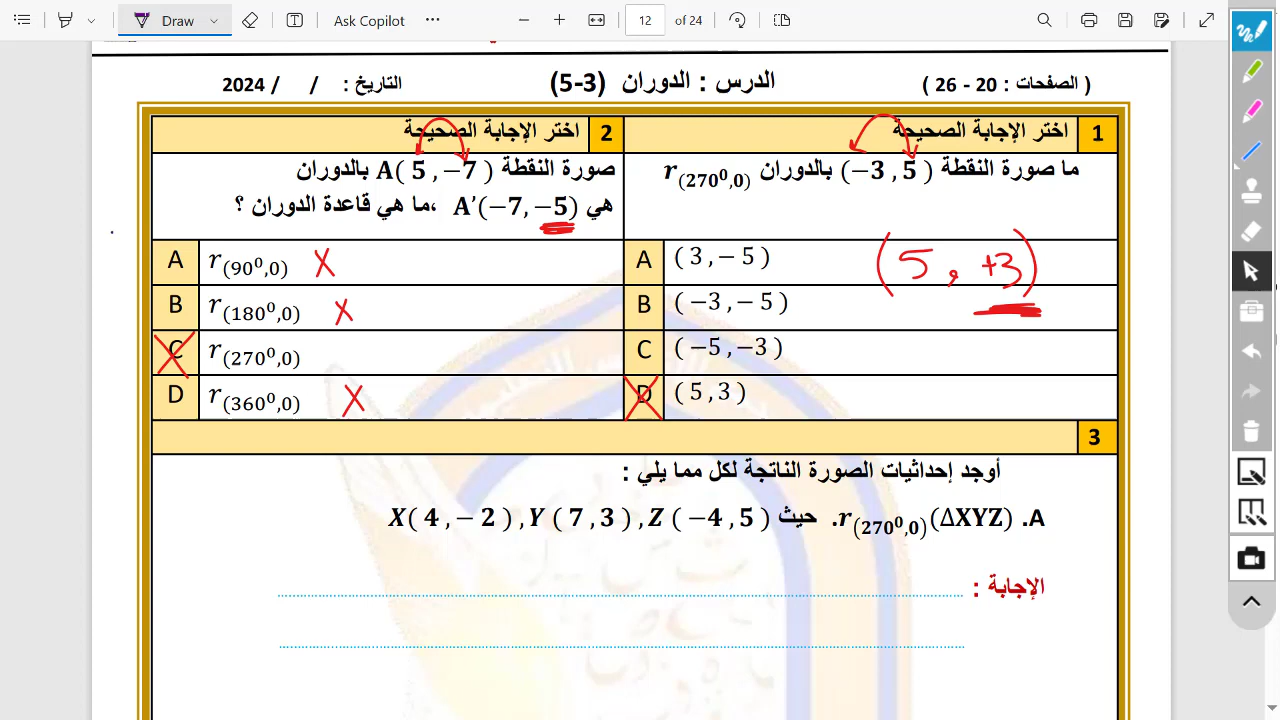 Draw
Ask Copilot
12 of 24
( الصفحات : 20 - 26 ) الدرس : الدوران (3-5) التاريخ : / / 2024
1 اختر الإجابة الصحيحة
ما صورة النقطة (−3 , 5 ) بالدوران r(270⁰,0)
A ( 3 , − 5 )
B ( −3 , − 5 )
C ( −5 , −3 )
D ( 5 , 3 )
(5 , +3)
2 اختر الإجابة الصحيحة
صورة النقطة A( 5 , −7 ) بالدوران
هي A′(−7, −5) ،ما هي قاعدة الدوران ؟
A r(90⁰,0) X
B r(180⁰,0) X
C r(270⁰,0)
D r(360⁰,0) X
3
أوجد إحداثيات الصورة الناتجة لكل مما يلي :
A. r(270⁰,0)(ΔXYZ). حيث X( 4 , − 2 ) , Y ( 7 , 3 ) , Z ( −4 , 5 )
الإجابة :